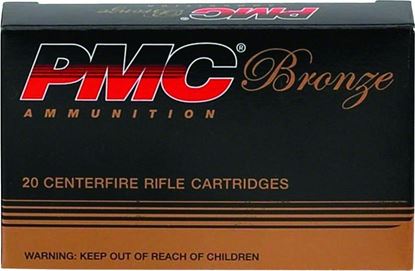 PMC Bronze
AMMUNITION
20 CENTERFIRE RIFLE CARTRIDGES
WARNING: KEEP OUT OF REACH OF CHILDREN